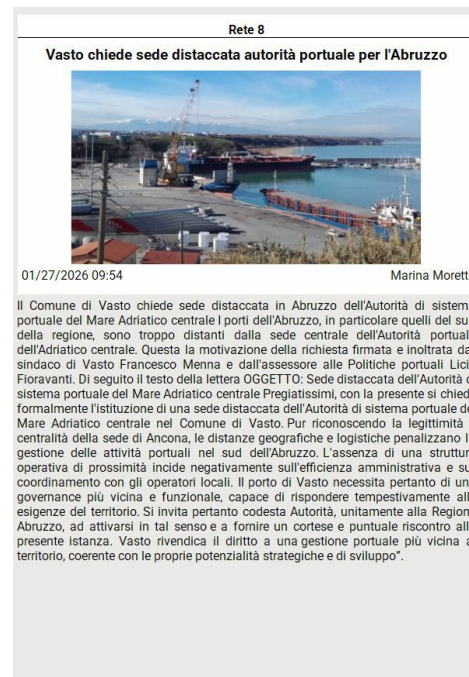 Rete 8
Vasto chiede sede distaccata autorità portuale per l'Abruzzo
01/27/2026 09:54
Marina Morett
Il Comune di Vasto chiede sede distaccata in Abruzzo dell'Autorità di sistem
portuale del Mare Adriatico centrale I porti dell'Abruzzo, in particolare quelli del su
della regione, sono troppo distanti dalla sede centrale dell'Autorità portual
dell'Adriatico centrale. Questa la motivazione della richiesta firmata e inoltrata da
sindaco di Vasto Francesco Menna e dall'assessore alle Politiche portuali Lici
Fioravanti. Di seguito il testo della lettera OGGETTO: Sede distaccata dell'Autorità d
sistema portuale del Mare Adriatico centrale Pregiatissimi, con la presente si chied
formalmente l'istituzione di una sede distaccata dell'Autorità di sistema portuale de
Mare Adriatico centrale nel Comune di Vasto. Pur riconoscendo la legittimità
centralità della sede di Ancona, le distanze geografiche e logistiche penalizzano l
gestione delle attività portuali nel sud dell'Abruzzo. L'assenza di una struttur
operativa di prossimità incide negativamente sull'efficienza amministrativa e su
coordinamento con gli operatori locali. Il porto di Vasto necessita pertanto di un
governance più vicina e funzionale, capace di rispondere tempestivamente all
esigenze del territorio. Si invita pertanto codesta Autorità, unitamente alla Region
Abruzzo, ad attivarsi in tal senso e a fornire un cortese e puntuale riscontro all
presente istanza. Vasto rivendica il diritto a una gestione portuale più vicina a
territorio, coerente con le proprie potenzialità strategiche e di sviluppo”.